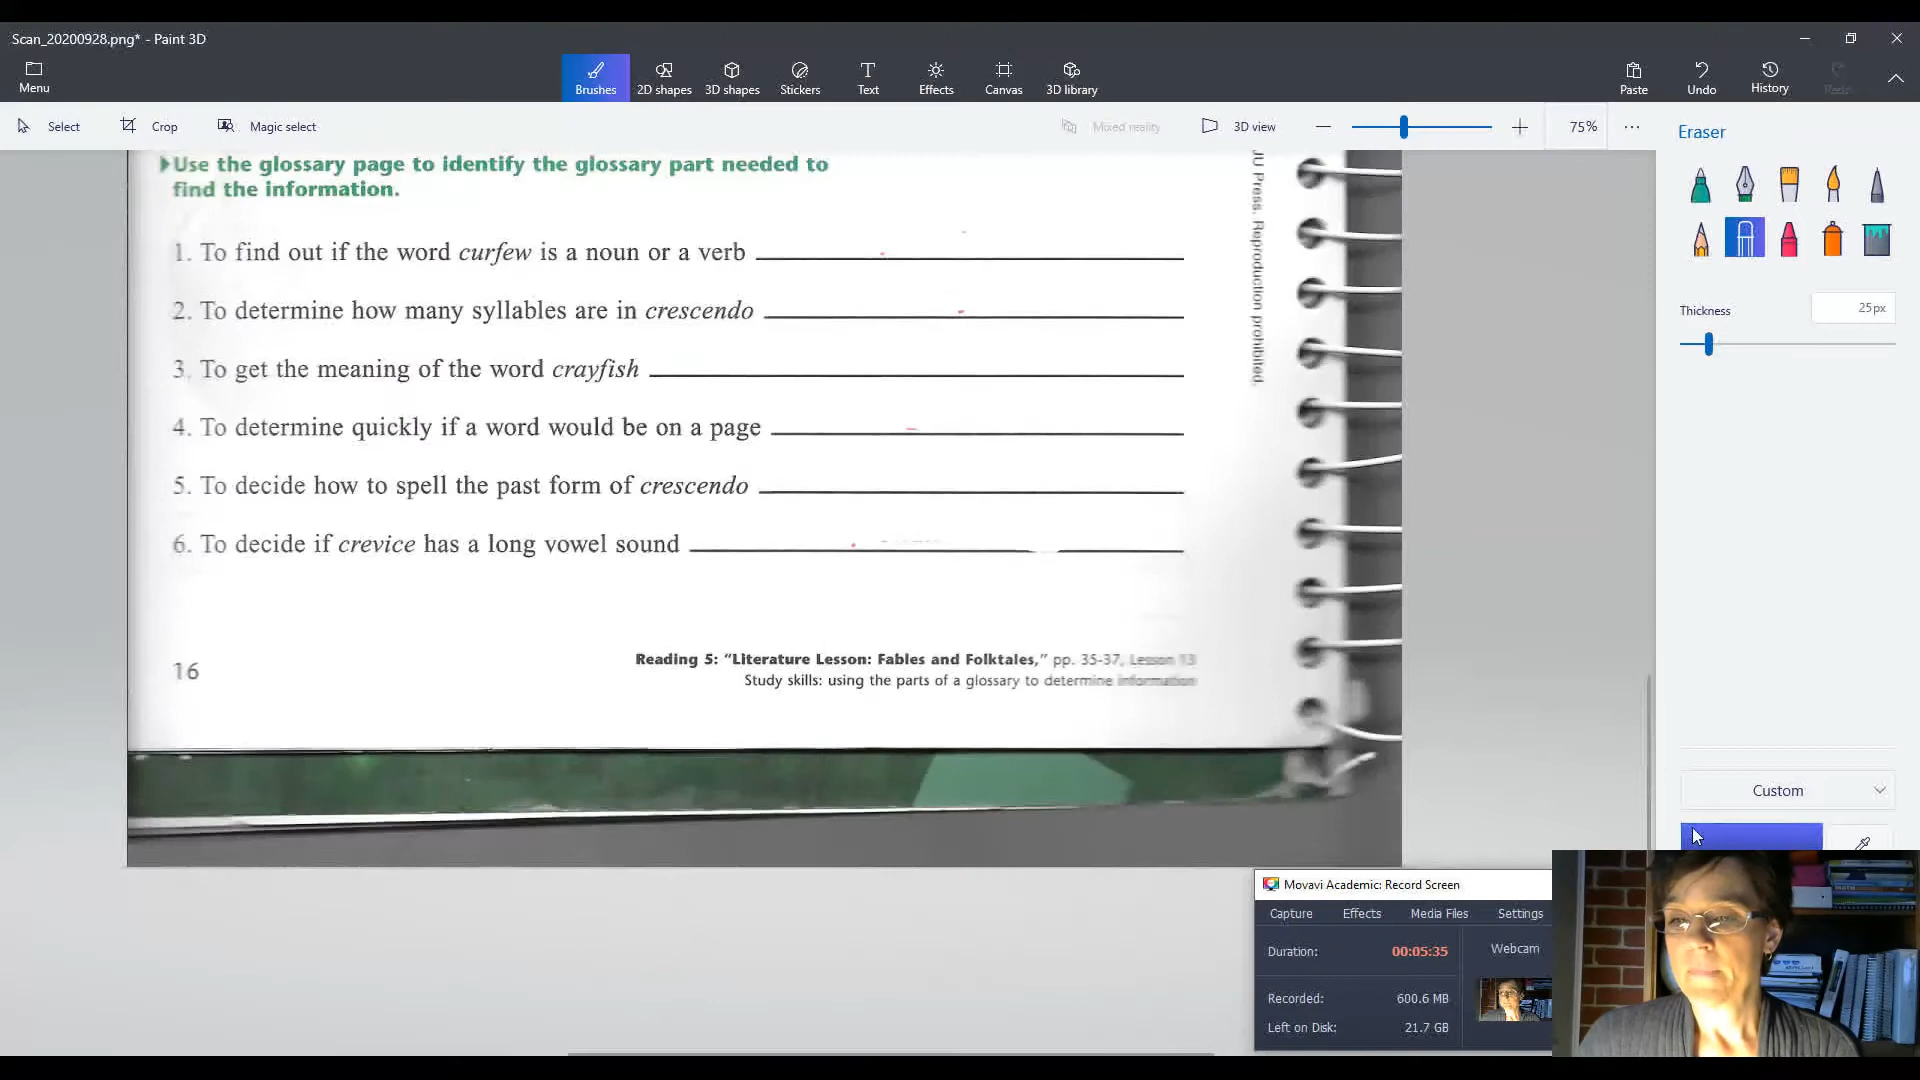 Scan_20200928.png* - Paint 3D
Menu
Brushes
2D shapes
3D shapes
Stickers
Text
Effects
Canvas
3D library
Paste
Undo
History
Redo
Select
Crop
Magic select
Mixed reality
3D view
75%
Eraser
Thickness
25px
Custom
Use the glossary page to identify the glossary part needed to
find the information.
1. To find out if the word curfew is a noun or a verb
2. To determine how many syllables are in crescendo
3. To get the meaning of the word crayfish
4. To determine quickly if a word would be on a page
5. To decide how to spell the past form of crescendo
6. To decide if crevice has a long vowel sound
JU Press. Reproduction prohibited.
16
Reading 5: “Literature Lesson: Fables and Folktales,” pp. 35-37, Lesson 13
Study skills: using the parts of a glossary to determine information
Movavi Academic: Record Screen
Capture
Effects
Media Files
Settings
Duration:
00:05:35
Webcam
Recorded:
600.6 MB
Left on Disk:
21.7 GB